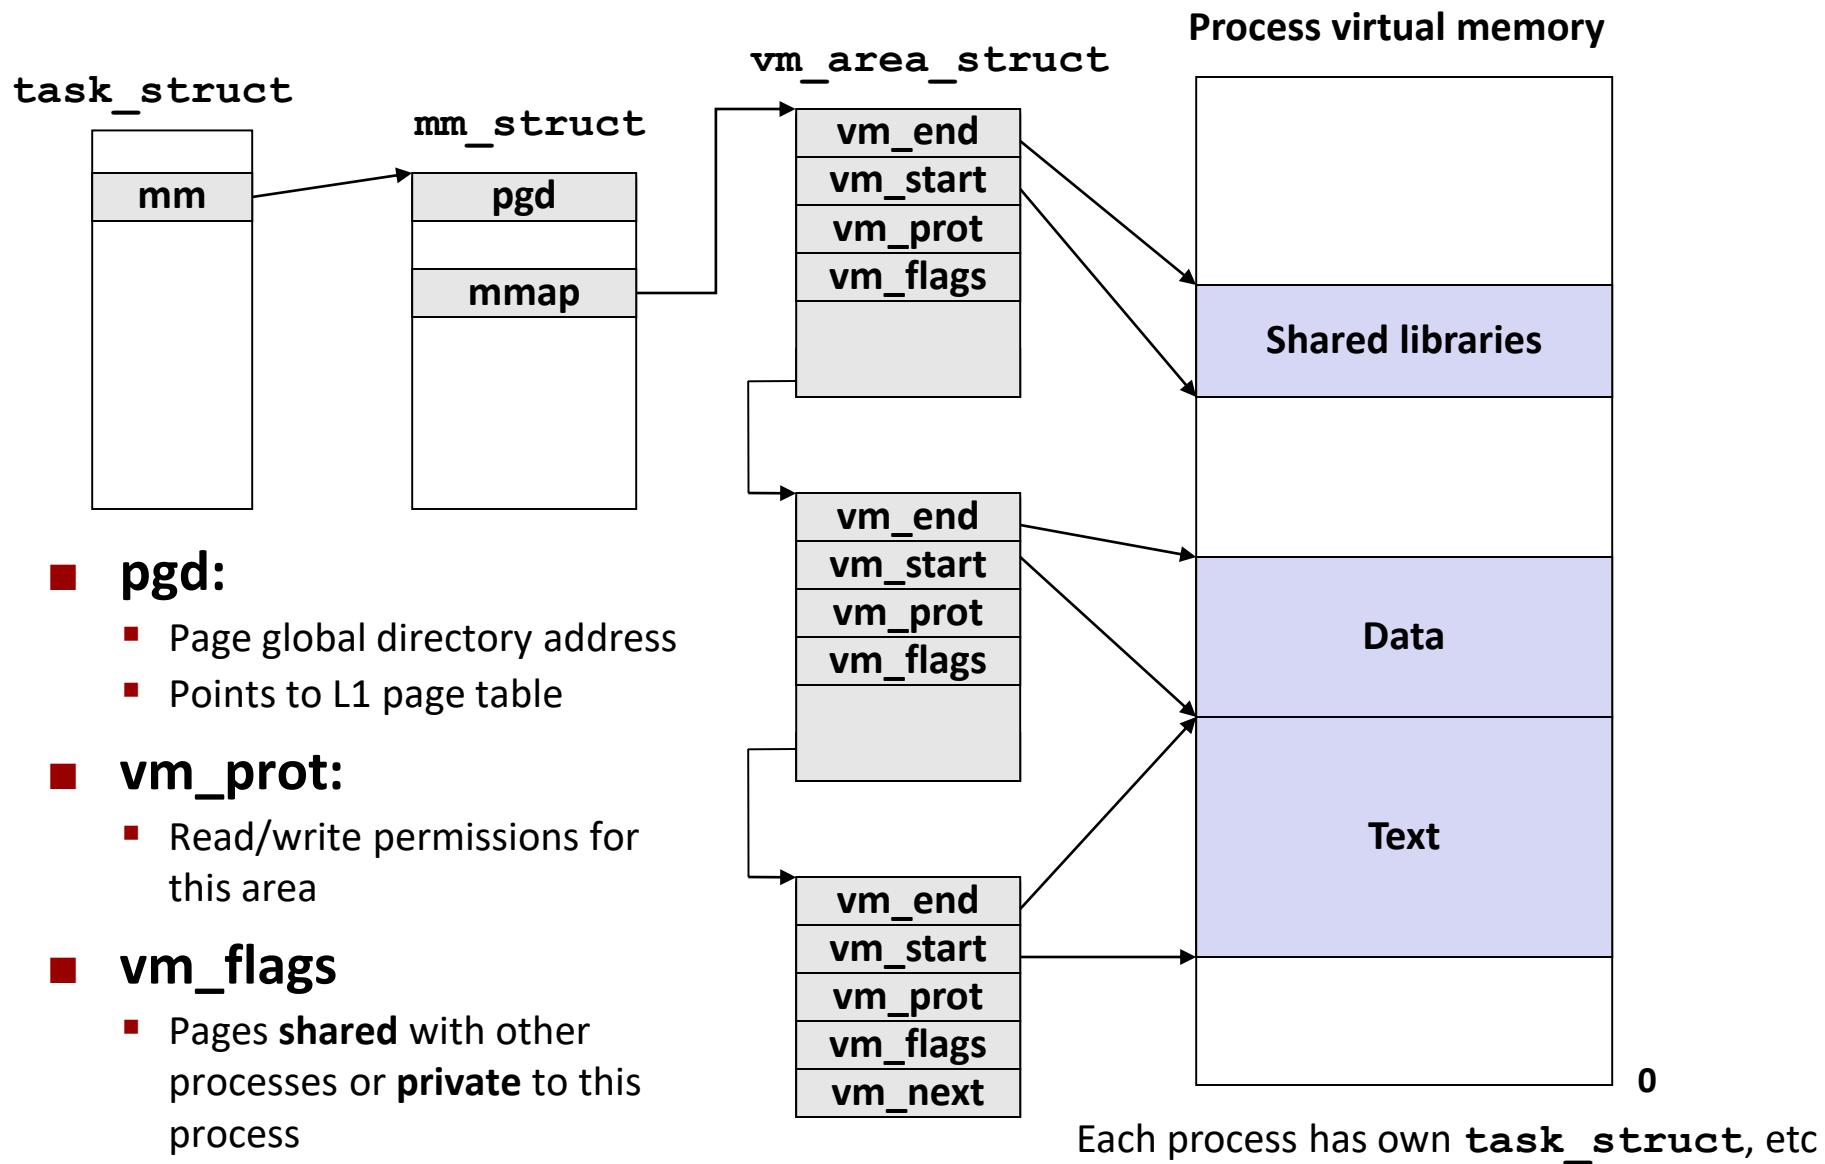 Process virtual memory
vm_area_struct
task_struct
mm_struct
mm
pgd
mmap
vm_end
vm_start
vm_prot
vm_flags
Shared libraries
vm_end
vm_start
vm_prot
vm_flags
Data
Text
vm_end
vm_start
vm_prot
vm_flags
vm_next
0
Each process has own task_struct, etc
■ pgd:
▪ Page global directory address
▪ Points to L1 page table
■ vm_prot:
▪ Read/write permissions for
this area
■ vm_flags
▪ Pages shared with other
processes or private to this
process